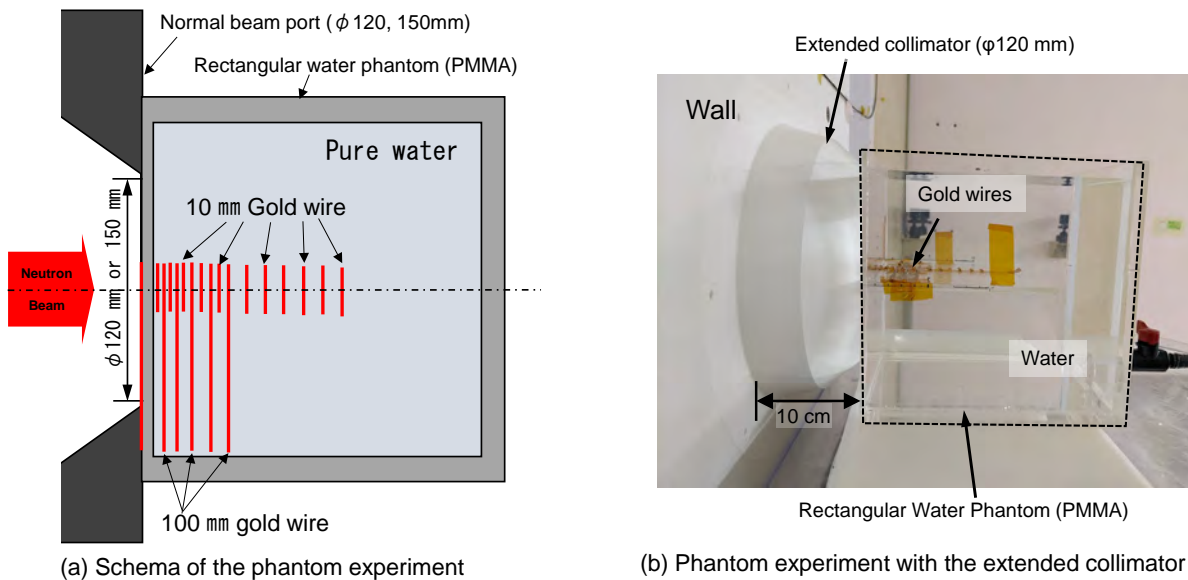 Normal beam port (φ120, 150mm)
Rectangular water phantom (PMMA)
Pure water
10 mm Gold wire
Neutron
Beam
φ120 mm or 150 mm
100 mm gold wire
(a) Schema of the phantom experiment
Extended collimator (φ120 mm)
Wall
Gold wires
Water
10 cm
Rectangular Water Phantom (PMMA)
(b) Phantom experiment with the extended collimator